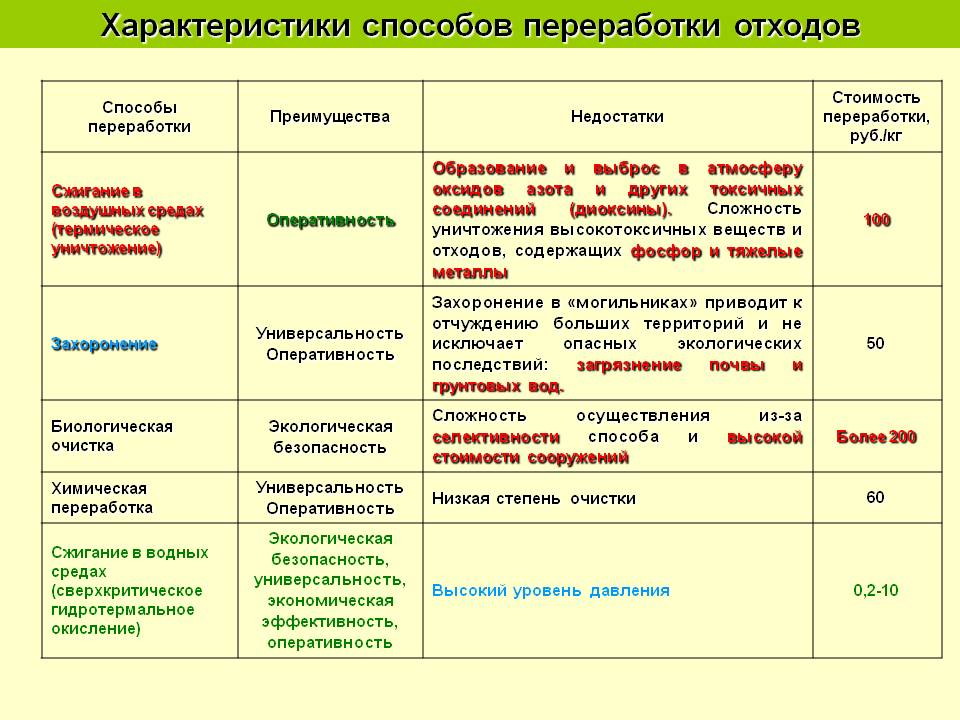 Характеристики способов переработки отходов
Способы
переработки
Преимущества
Недостатки
Стоимость
переработки,
руб./кг
Сжигание в
воздушных средах
(термическое
уничтожение)
Оперативность
Образование и выброс в атмосферу
оксидов азота и других токсичных
соединений (диоксины). Сложность
уничтожения высокотоксичных веществ и
отходов, содержащих фосфор и тяжелые
металлы
100
Захоронение
Универсальность
Оперативность
Захоронение в «могильниках» приводит к
отчуждению больших территорий и не
исключает опасных экологических
последствий: загрязнение почвы и
грунтовых вод.
50
Биологическая
очистка
Экологическая
безопасность
Сложность осуществления из-за
селективности способа и высокой
стоимости сооружений
Более 200
Химическая
переработка
Универсальность
Оперативность
Низкая степень очистки
60
Сжигание в водных
средах
(сверхкритическое
гидротермальное
окисление)
Экологическая
безопасность,
универсальность,
экономическая
эффективность,
оперативность
Высокий уровень давления
0,2-10